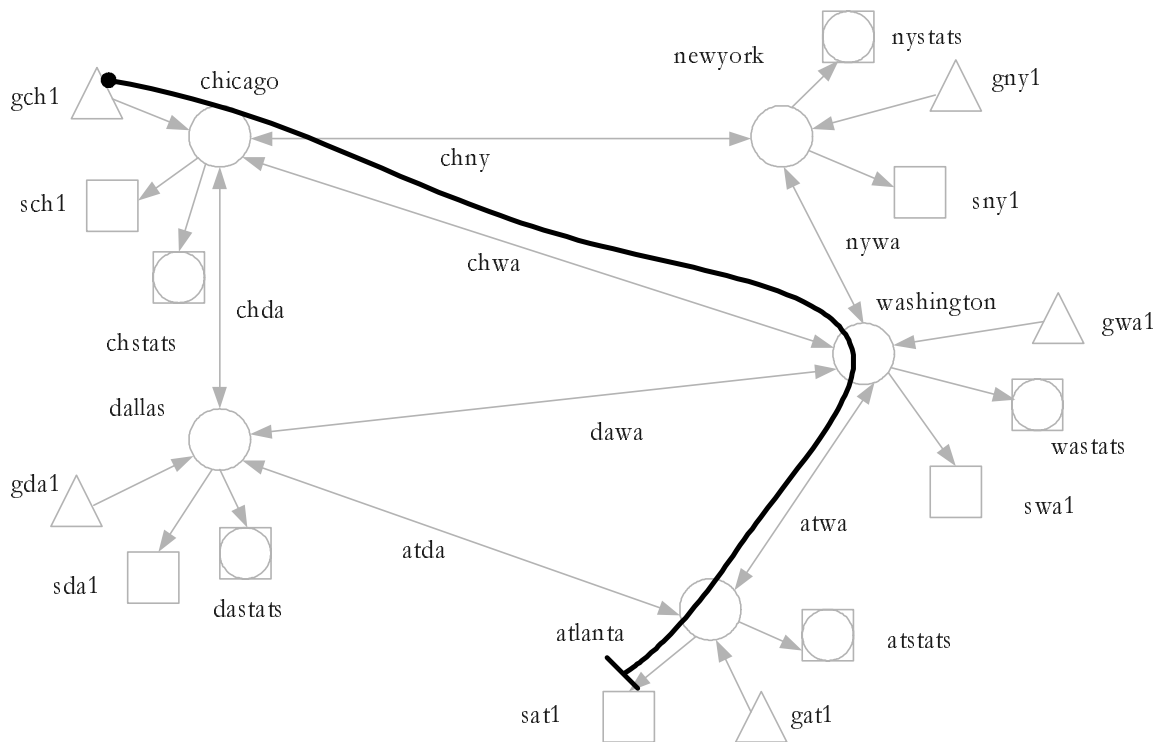 nystats
newyork
chicago
gny1
gch1
chny
sch1
sny1
nywa
chwa
washington
chda
gwa1
chstats
dallas
dawa
wastats
gda1
swa1
atwa
atda
sda1
dastats
atlanta
atstats
sat1
gat1